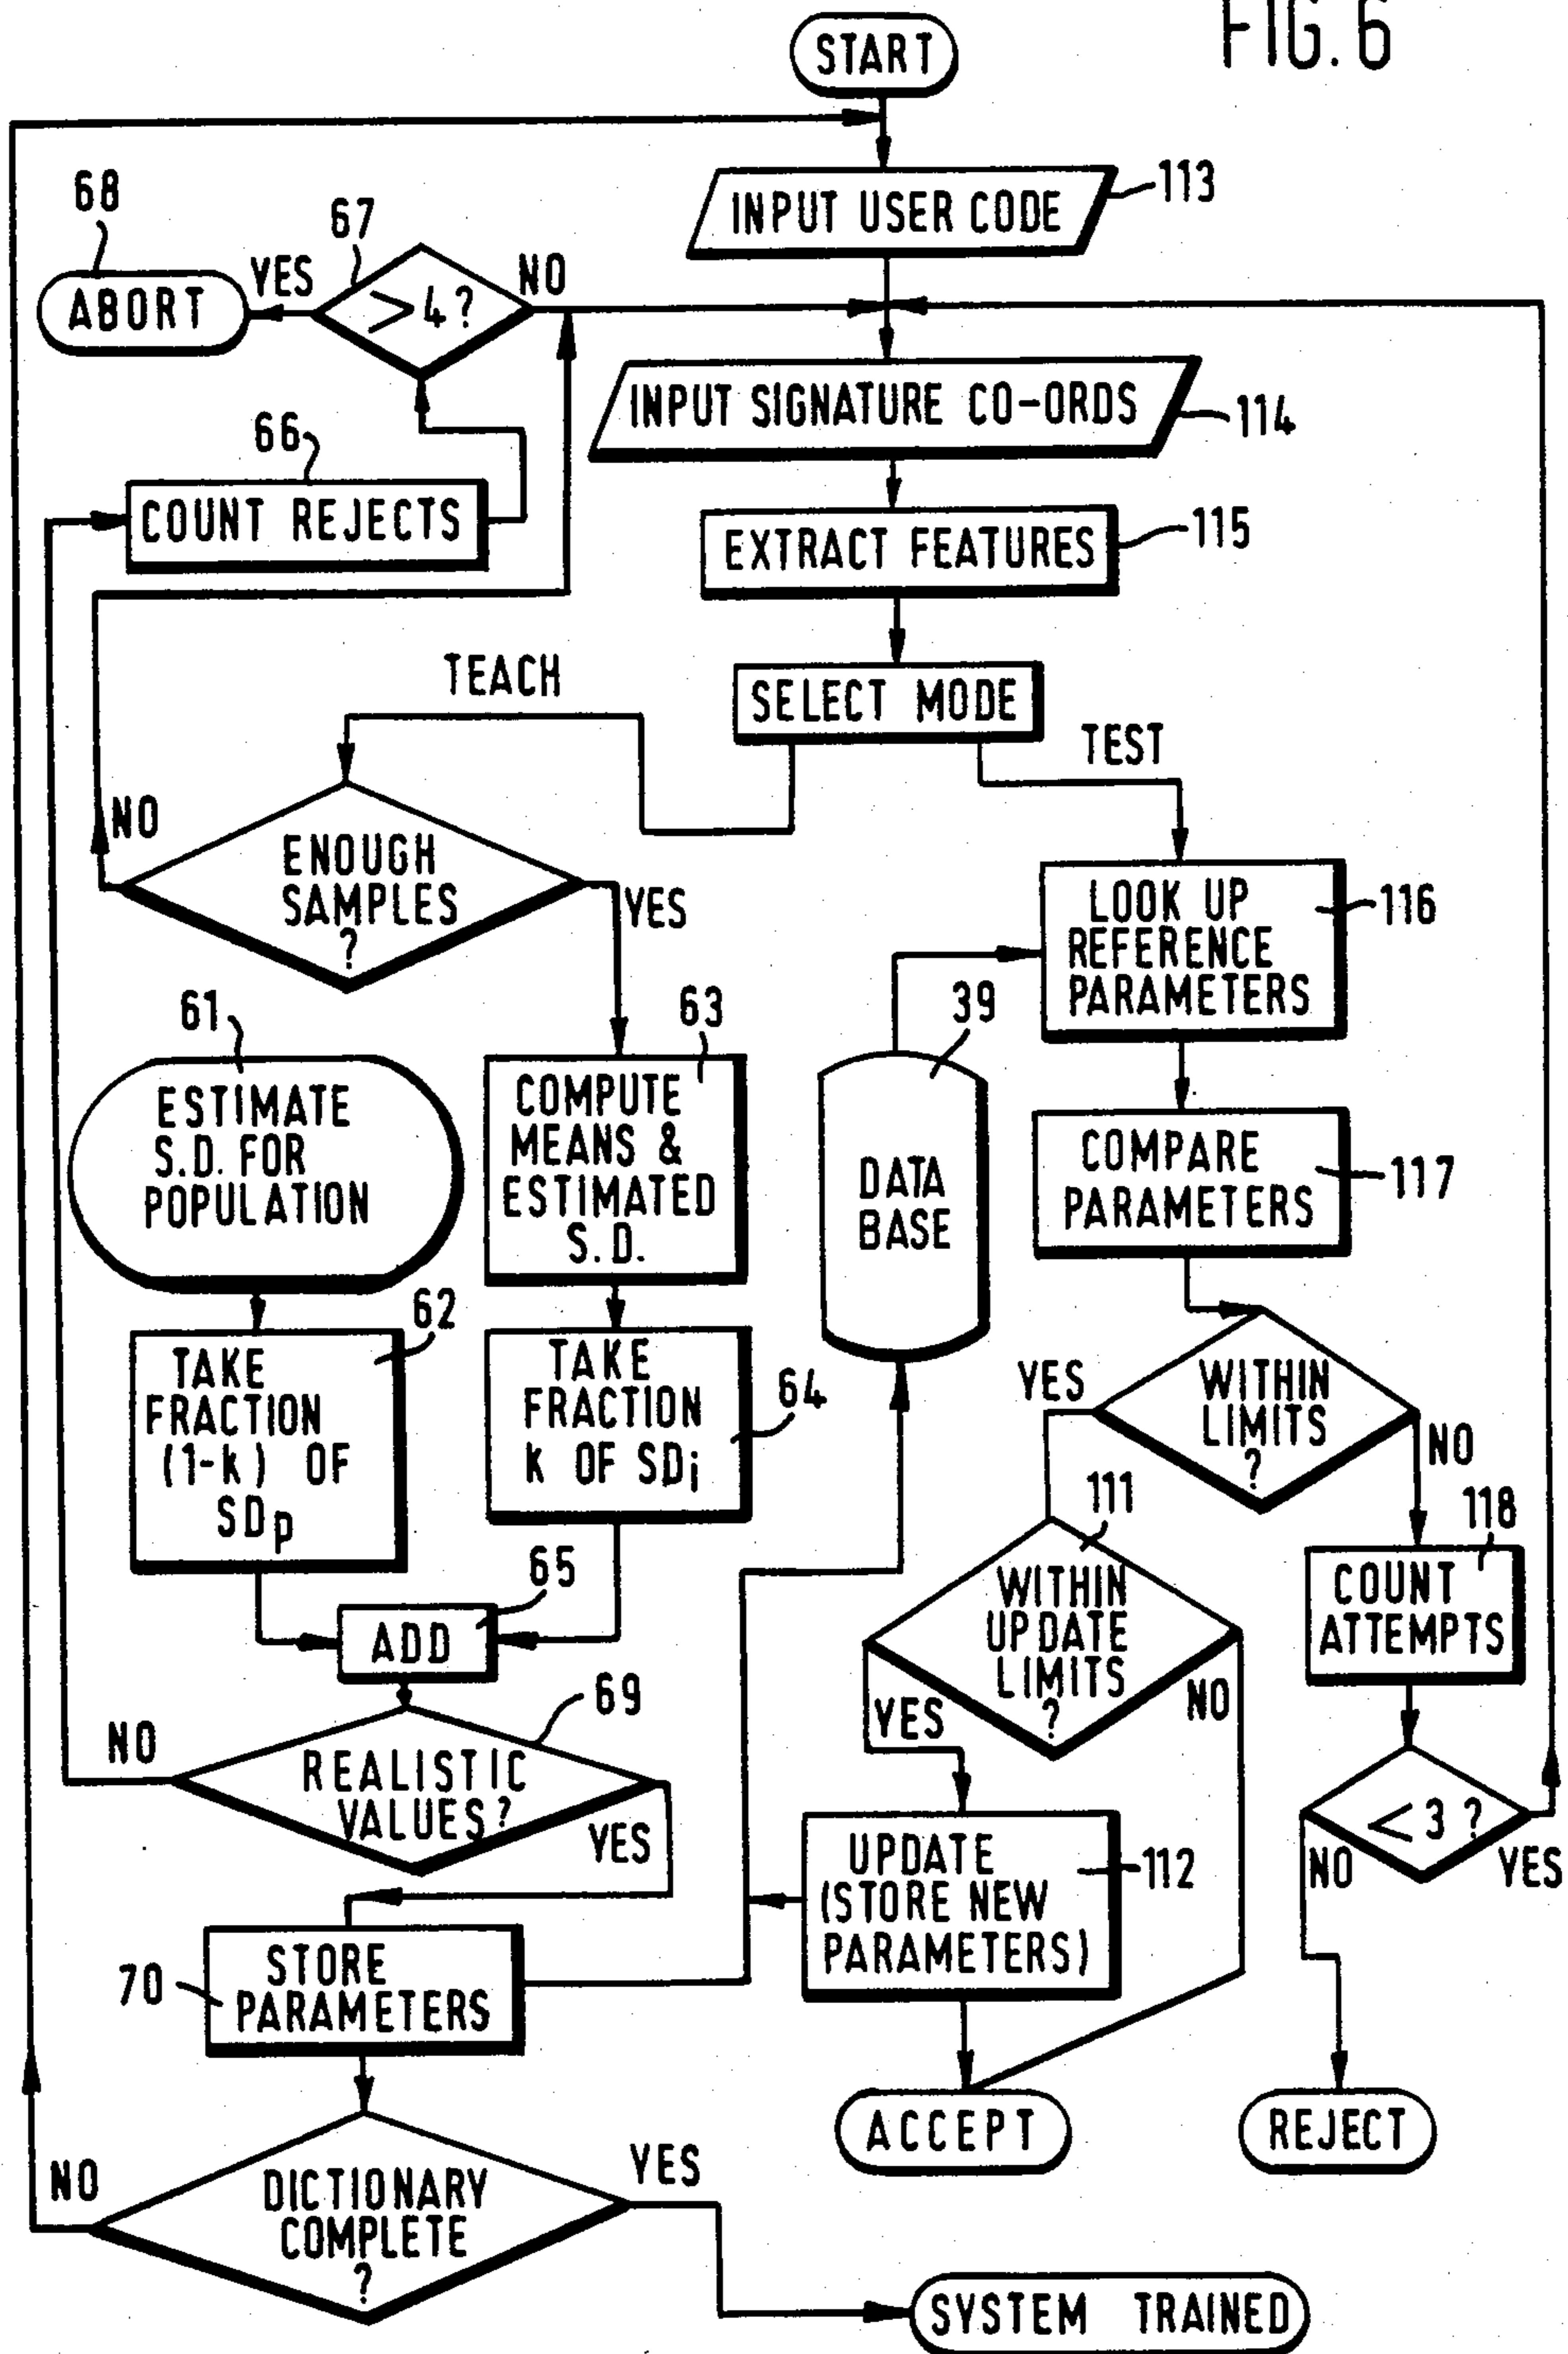 FIG. 6
START
INPUT USER CODE
113
68
67
ABORT
YES
>4?
NO
INPUT SIGNATURE CO-ORDS
114
66
COUNT REJECTS
EXTRACT FEATURES
115
TEACH
SELECT MODE
TEST
NO
ENOUGH
SAMPLES
?
YES
LOOK UP
REFERENCE
PARAMETERS
116
61
ESTIMATE
S.D. FOR
POPULATION
63
COMPUTE
MEANS &
ESTIMATED
S.D.
39
DATA
BASE
COMPARE
PARAMETERS
117
62
TAKE
FRACTION
(1-k) OF
SDp
TAKE
FRACTION
K OF SDi
64
YES
WITHIN
LIMITS
?
NO
111
WITHIN
UPDATE
LIMITS
?
YES
NO
118
COUNT
ATTEMPTS
65
ADD
69
NO
REALISTIC
VALUES?
YES
<3?
NO
YES
UPDATE
(STORE NEW
PARAMETERS)
112
70
STORE
PARAMETERS
ACCEPT
REJECT
NO
DICTIONARY
COMPLETE
?
YES
SYSTEM TRAINED